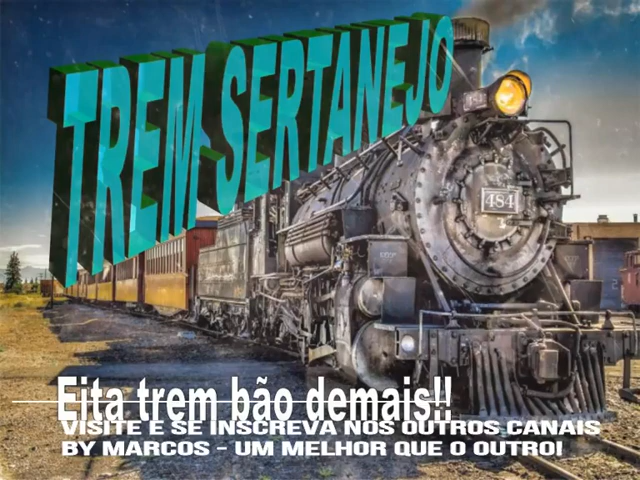 TREM SERTANEJO
484
Eita trem bão demais!!
VISITE E SE INSCREVA NOS OUTROS CANAIS
BY MARCOS - UM MELHOR QUE O OUTRO!